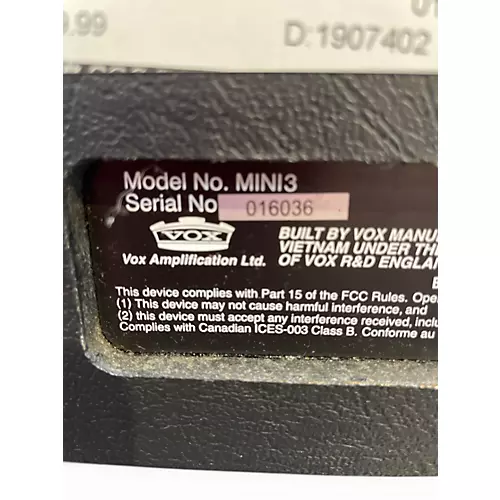 .99
D:1907402
Model No. MINI3
Serial No 016036
VOX
Vox Amplification Ltd.
BUILT BY VOX MANU
VIETNAM UNDER THE
OF VOX R&D ENGLAN
This device complies with Part 15 of the FCC Rules. Ope
(1) This device may not cause harmful interference, and
(2) this device must accept any interference received, inclu
Complies with Canadian ICES-003 Class B. Conforme au